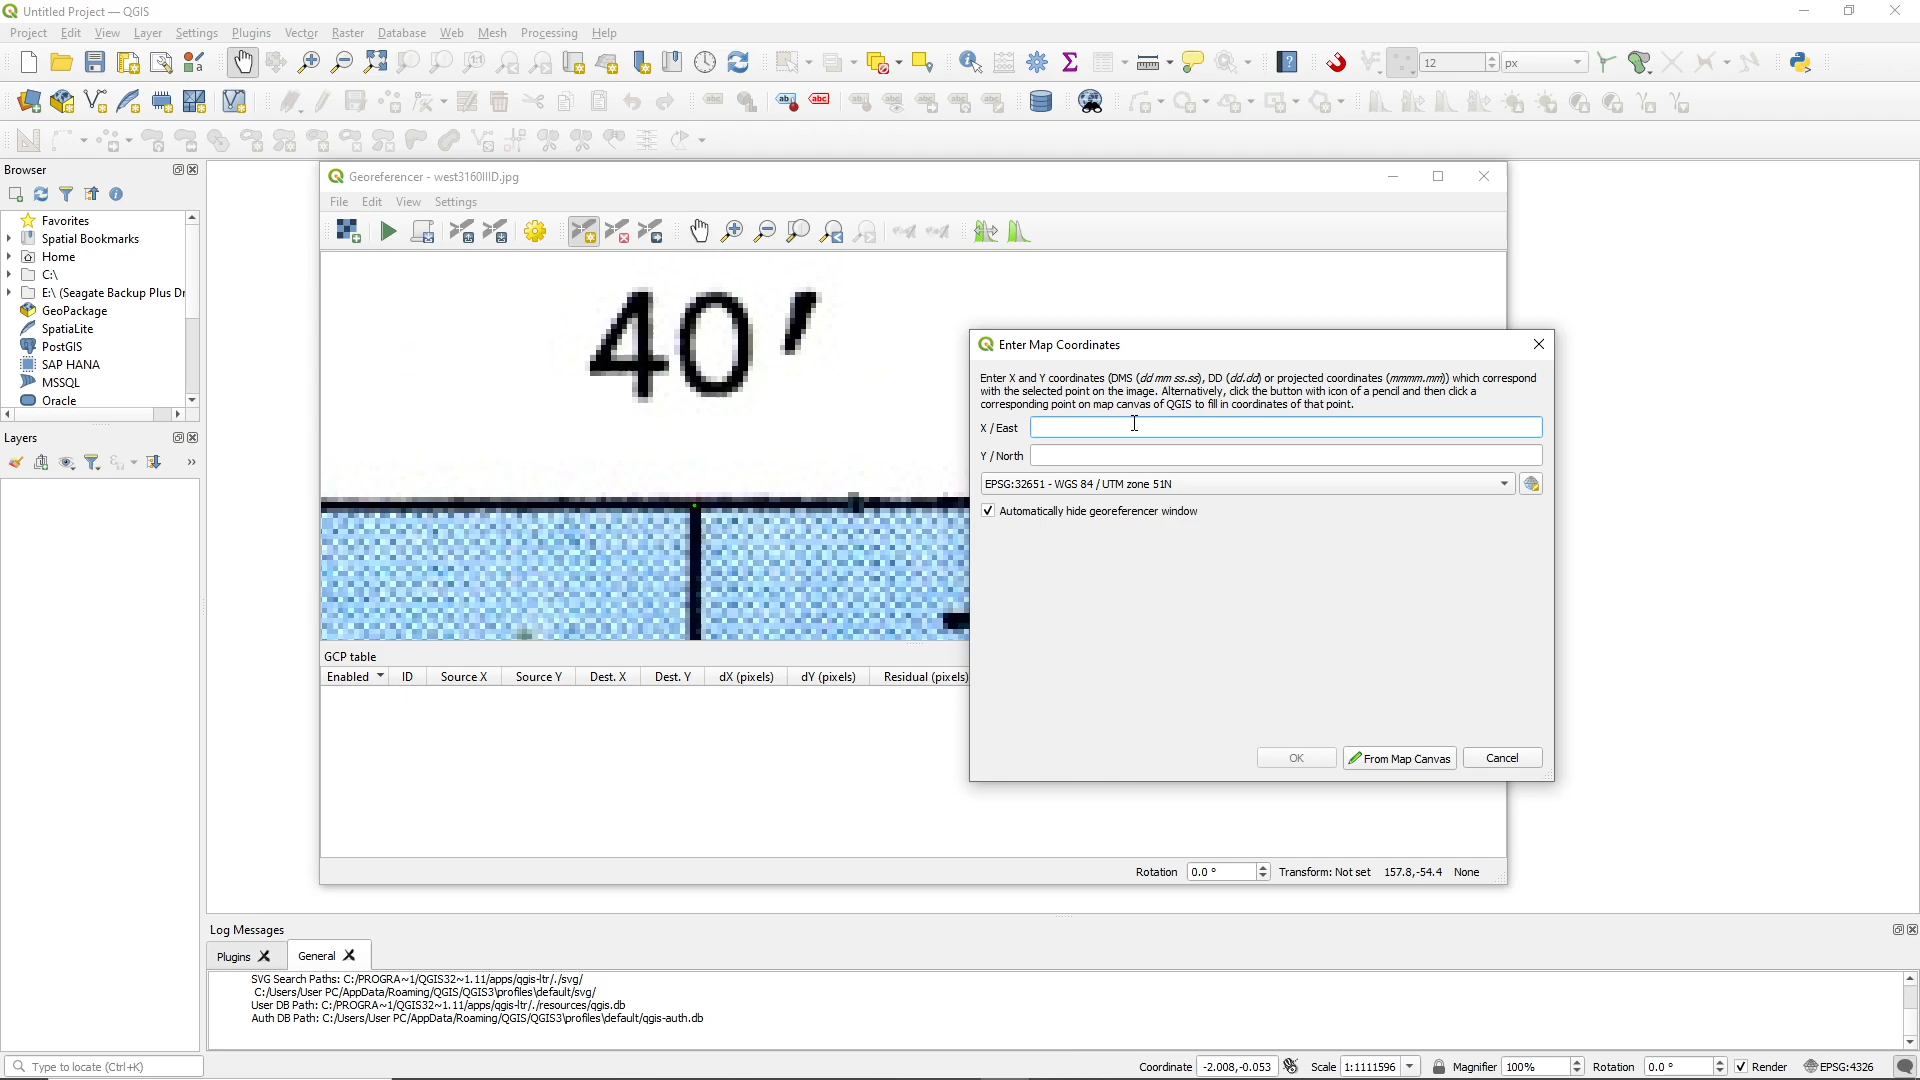 Untitled Project — QGIS
Project Edit View Layer Settings Plugins Vector Raster Database Web Mesh Processing Help
12 px
Browser
Favorites
Spatial Bookmarks
Home
C:\
E:\ (Seagate Backup Plus Dr
GeoPackage
SpatiaLite
PostGIS
SAP HANA
MSSQL
Oracle
Layers
Georeferencer - west3160IIID.jpg
File Edit View Settings
40'
GCP table
Enabled ID Source X Source Y Dest. X Dest. Y dX (pixels) dY (pixels) Residual (pixels)
Enter Map Coordinates
Enter X and Y coordinates (DMS (dd mm ss.ss), DD (dd.dd) or projected coordinates (mmmm.mm)) which correspond
with the selected point on the image. Alternatively, click the button with icon of a pencil and then click a
corresponding point on map canvas of QGIS to fill in coordinates of that point.
X / East
Y / North
EPSG:32651 - WGS 84 / UTM zone 51N
Automatically hide georeferencer window
OK From Map Canvas Cancel
Rotation 0.0 ° Transform: Not set 157.8,-54.4 None
Log Messages
Plugins General
SVG Search Paths: C:/PROGRA~1/QGIS32~1.11/apps/qgis-ltr/./svg/
C:/Users/User PC/AppData/Roaming/QGIS/QGIS3\profiles\default/svg/
User DB Path: C:/PROGRA~1/QGIS32~1.11/apps/qgis-ltr/./resources/qgis.db
Auth DB Path: C:/Users/User PC/AppData/Roaming/QGIS/QGIS3\profiles\default/qgis-auth.db
Type to locate (Ctrl+K) Coordinate -2.008,-0.053 Scale 1:1111596 Magnifier 100% Rotation 0.0 ° Render EPSG:4326